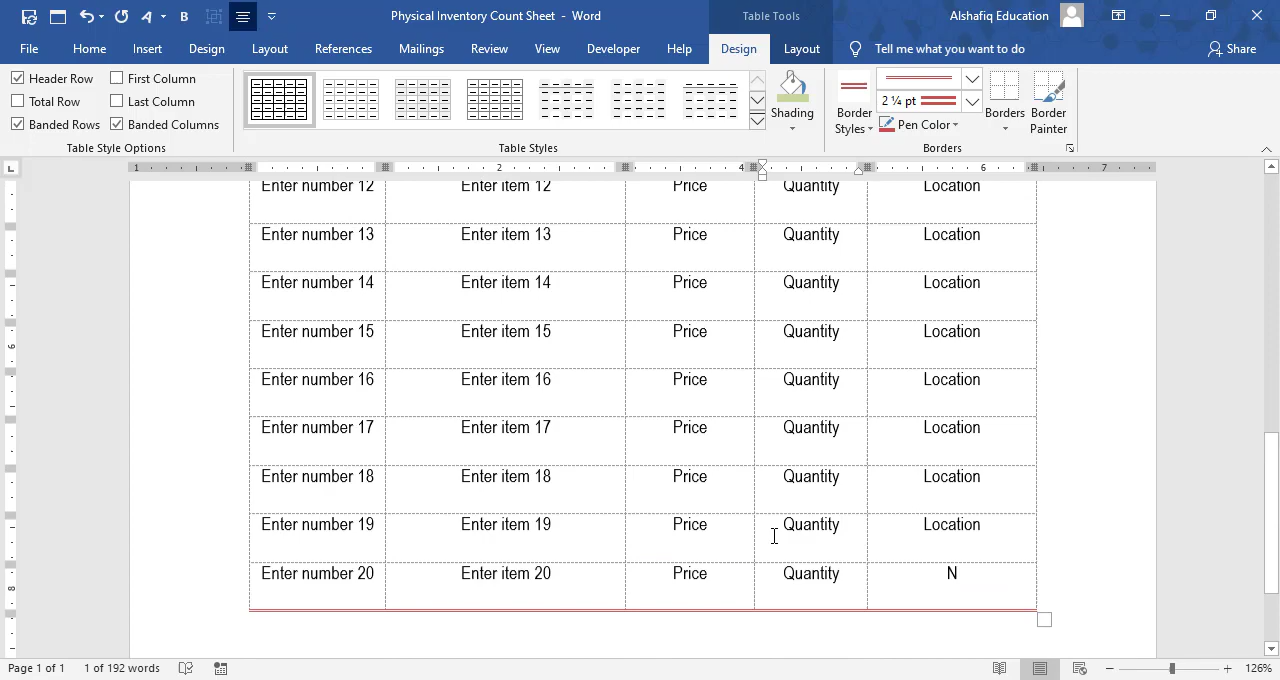 Physical Inventory Count Sheet - Word
Table Tools
Alshafiq Education
File Home Insert Design Layout References Mailings Review View Developer Help Design Layout Tell me what you want to do Share
Header Row First Column
Total Row Last Column
Banded Rows Banded Columns
Table Style Options
Table Styles
Shading
Border Styles
2 ¼ pt
Pen Color
Borders
Border Painter
Borders
1 2 4 6 7
Enter number 12 Enter item 12 Price Quantity Location
Enter number 13 Enter item 13 Price Quantity Location
Enter number 14 Enter item 14 Price Quantity Location
Enter number 15 Enter item 15 Price Quantity Location
Enter number 16 Enter item 16 Price Quantity Location
Enter number 17 Enter item 17 Price Quantity Location
Enter number 18 Enter item 18 Price Quantity Location
Enter number 19 Enter item 19 Price Quantity Location
Enter number 20 Enter item 20 Price Quantity N
6
8
Page 1 of 1 1 of 192 words 126%